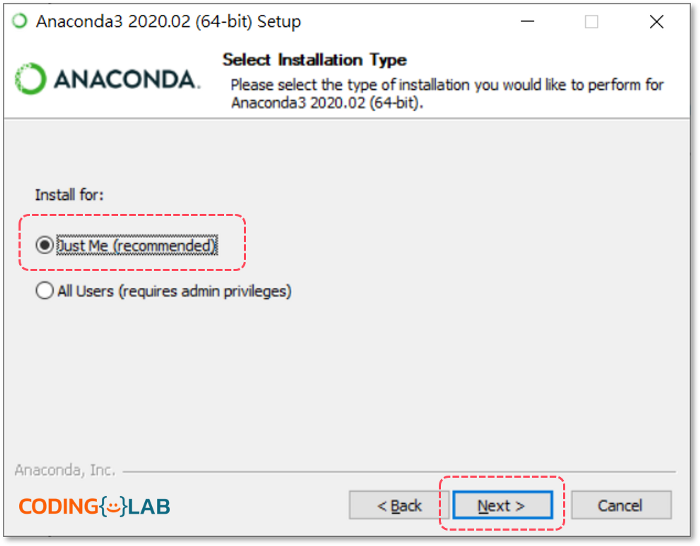 Anaconda3 2020.02 (64-bit) Setup
ANACONDA.
Select Installation Type
Please select the type of installation you would like to perform for
Anaconda3 2020.02 (64-bit).
Install for:
Just Me (recommended)
All Users (requires admin privileges)
Anaconda, Inc.
CODING{}LAB
< Back
Next >
Cancel